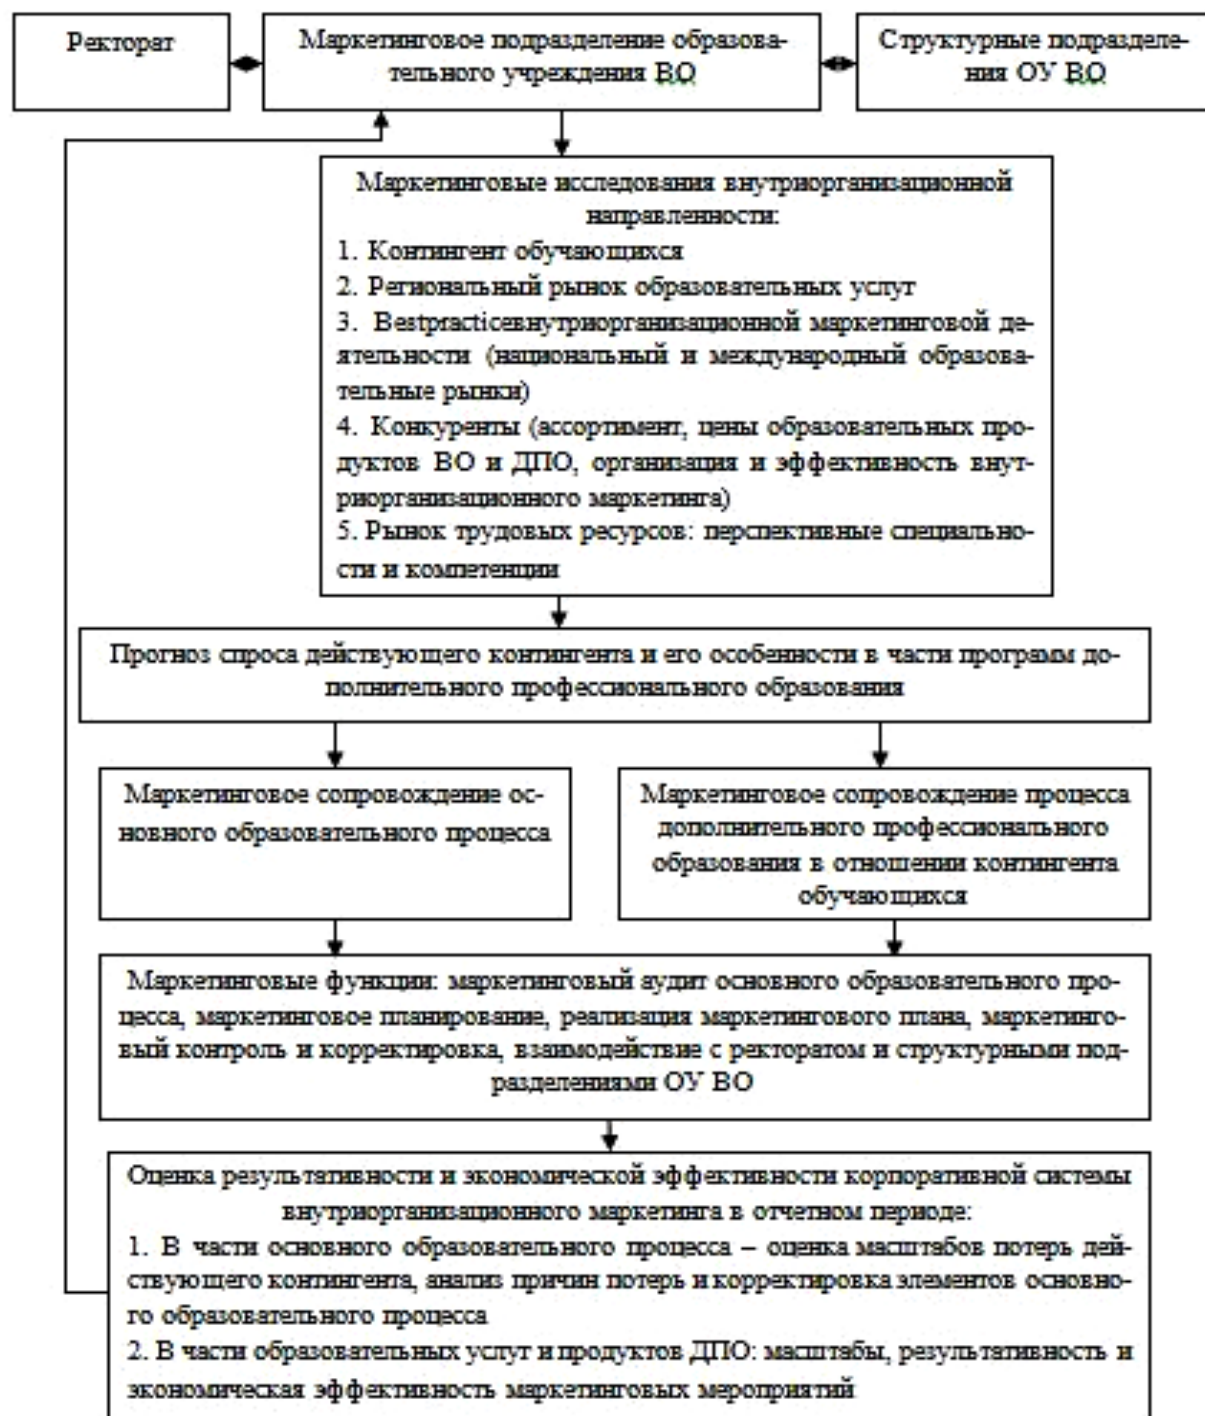 Ректорат
Маркетинговое подразделение образова-
тельного учреждения ВО
Структурные подразделе-
ния ОУ ВО
Маркетинговые исследования внутриорганизационной
направленности:
1. Контингент обучающихся
2. Региональный рынок образовательных услуг
3. Bestpracticeвнутриорганизационной маркетинговой де-
ятельности (национальный и международный образова-
тельные рынки)
4. Конкуренты (ассортимент, цены образовательных про-
дуктов ВО и ДПО, организация и эффективность внут-
риорганизационного маркетинга)
5. Рынок трудовых ресурсов: перспективные специально-
сти и компетенции
Прогноз спроса действующего контингента и его особенности в части программ до-
полнительного профессионального образования
Маркетинговое сопровождение ос-
новного образовательного процесса
Маркетинговое сопровождение процесса
дополнительного профессионального
образования в отношении контингента
обучающихся
Маркетинговые функции: маркетинговый аудит основного образовательного про-
цесса, маркетинговое планирование, реализация маркетингового плана, маркетинго-
вый контроль и корректировка, взаимодействие с ректоратом и структурными под-
разделениями ОУ ВО
Оценка результативности и экономической эффективности корпоративной системы
внутриорганизационного маркетинга в отчетном периоде:
1. В части основного образовательного процесса – оценка масштабов потерь дей-
ствующего контингента, анализ причин потерь и корректировка элементов основно-
го образовательного процесса
2. В части образовательных услуг и продуктов ДПО: масштабы, результативность и
экономическая эффективность маркетинговых мероприятий